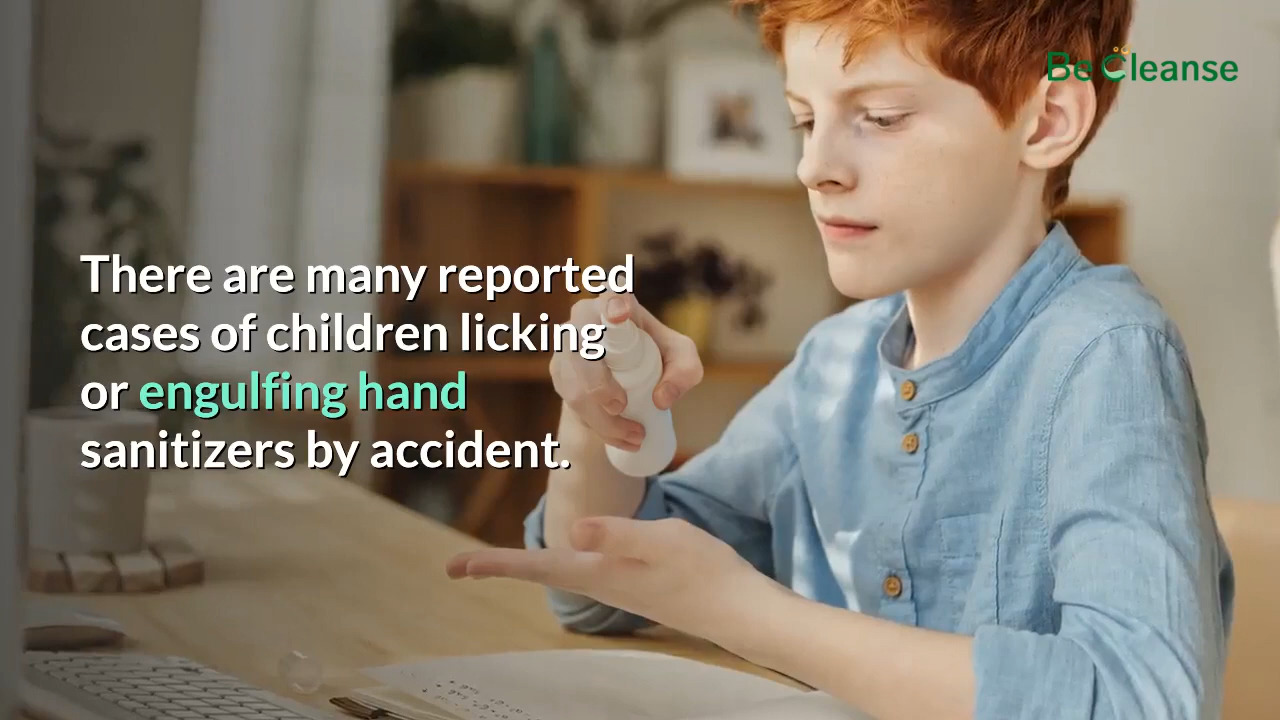 Be Cleanse
There are many reported
cases of children licking
or engulfing hand
sanitizers by accident.